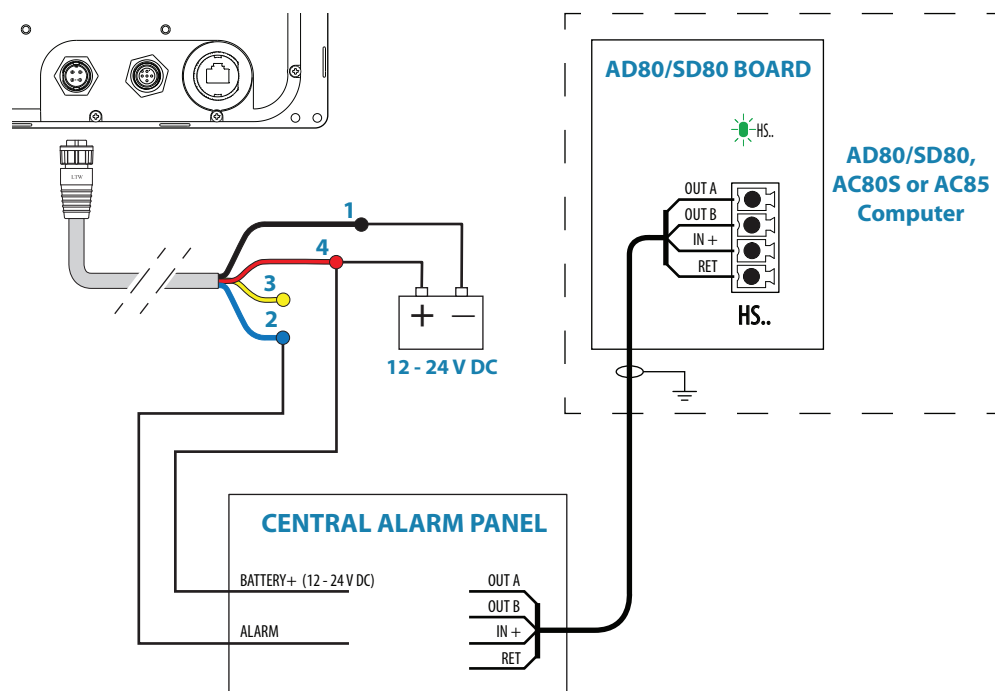 AD80/SD80 BOARD
HS..
AD80/SD80,
AC80S or AC85
Computer
OUT A
OUT B
IN +
RET
HS..
LTW
1
4
3
2
+ −
12 - 24 V DC
CENTRAL ALARM PANEL
BATTERY+ (12 - 24 V DC)
ALARM
OUT A
OUT B
IN +
RET